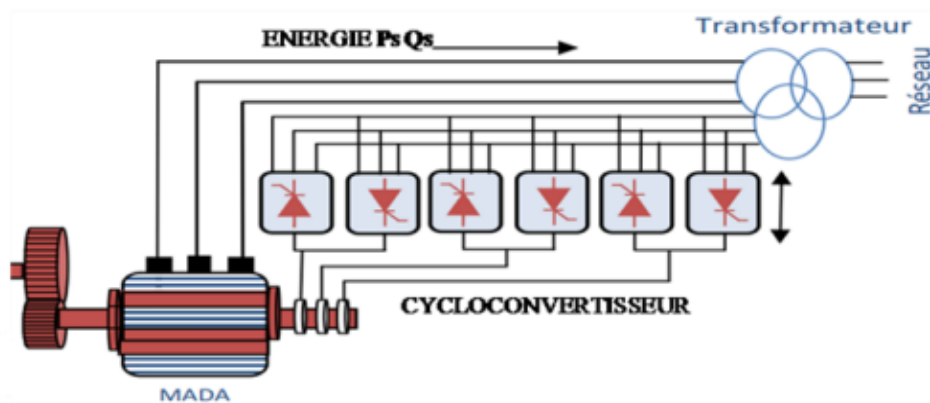 Transformateur
ENERGIE Ps Qs
Réseau
CYCLOCONVERTISSEUR
MADA